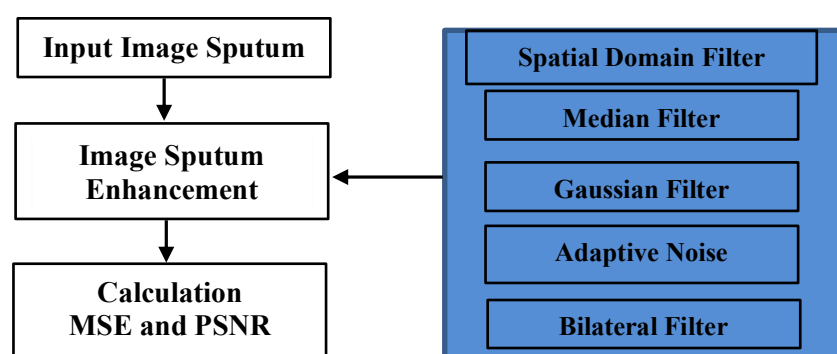 Input Image Sputum
Image Sputum
Enhancement
Calculation
MSE and PSNR
Spatial Domain Filter
Median Filter
Gaussian Filter
Adaptive Noise
Bilateral Filter